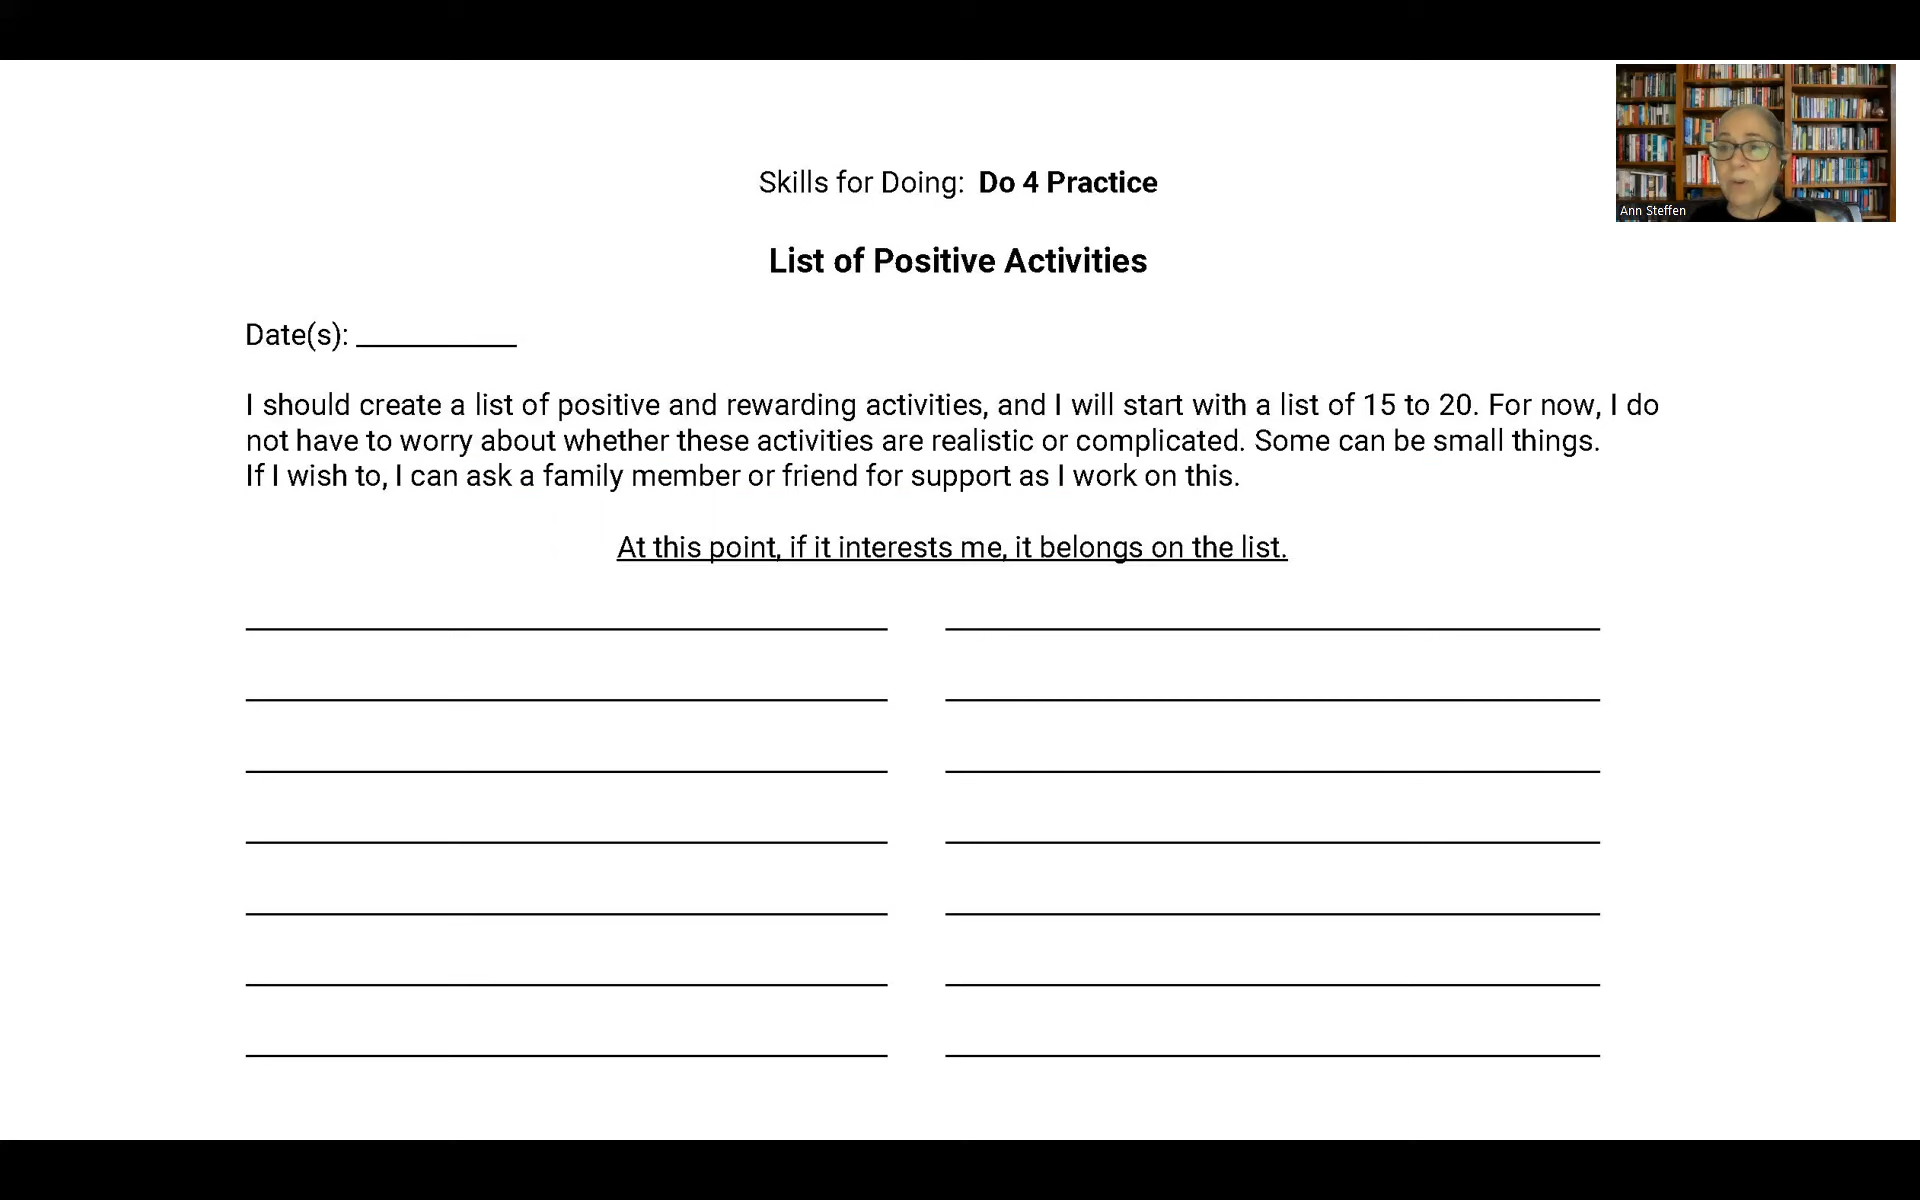 Skills for Doing: Do 4 Practice
Ann Steffen
List of Positive Activities
Date(s): __________
I should create a list of positive and rewarding activities, and I will start with a list of 15 to 20. For now, I do
not have to worry about whether these activities are realistic or complicated. Some can be small things.
If I wish to, I can ask a family member or friend for support as I work on this.
At this point, if it interests me, it belongs on the list.